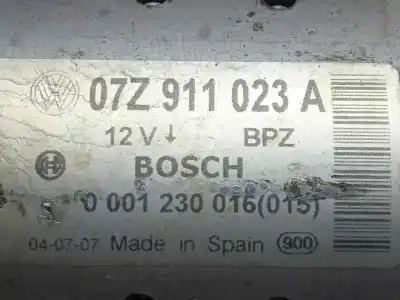 07Z 911 023 A
12 V↓ BPZ
BOSCH
0 001 230 016(015)
04-07-07 Made in Spain 900